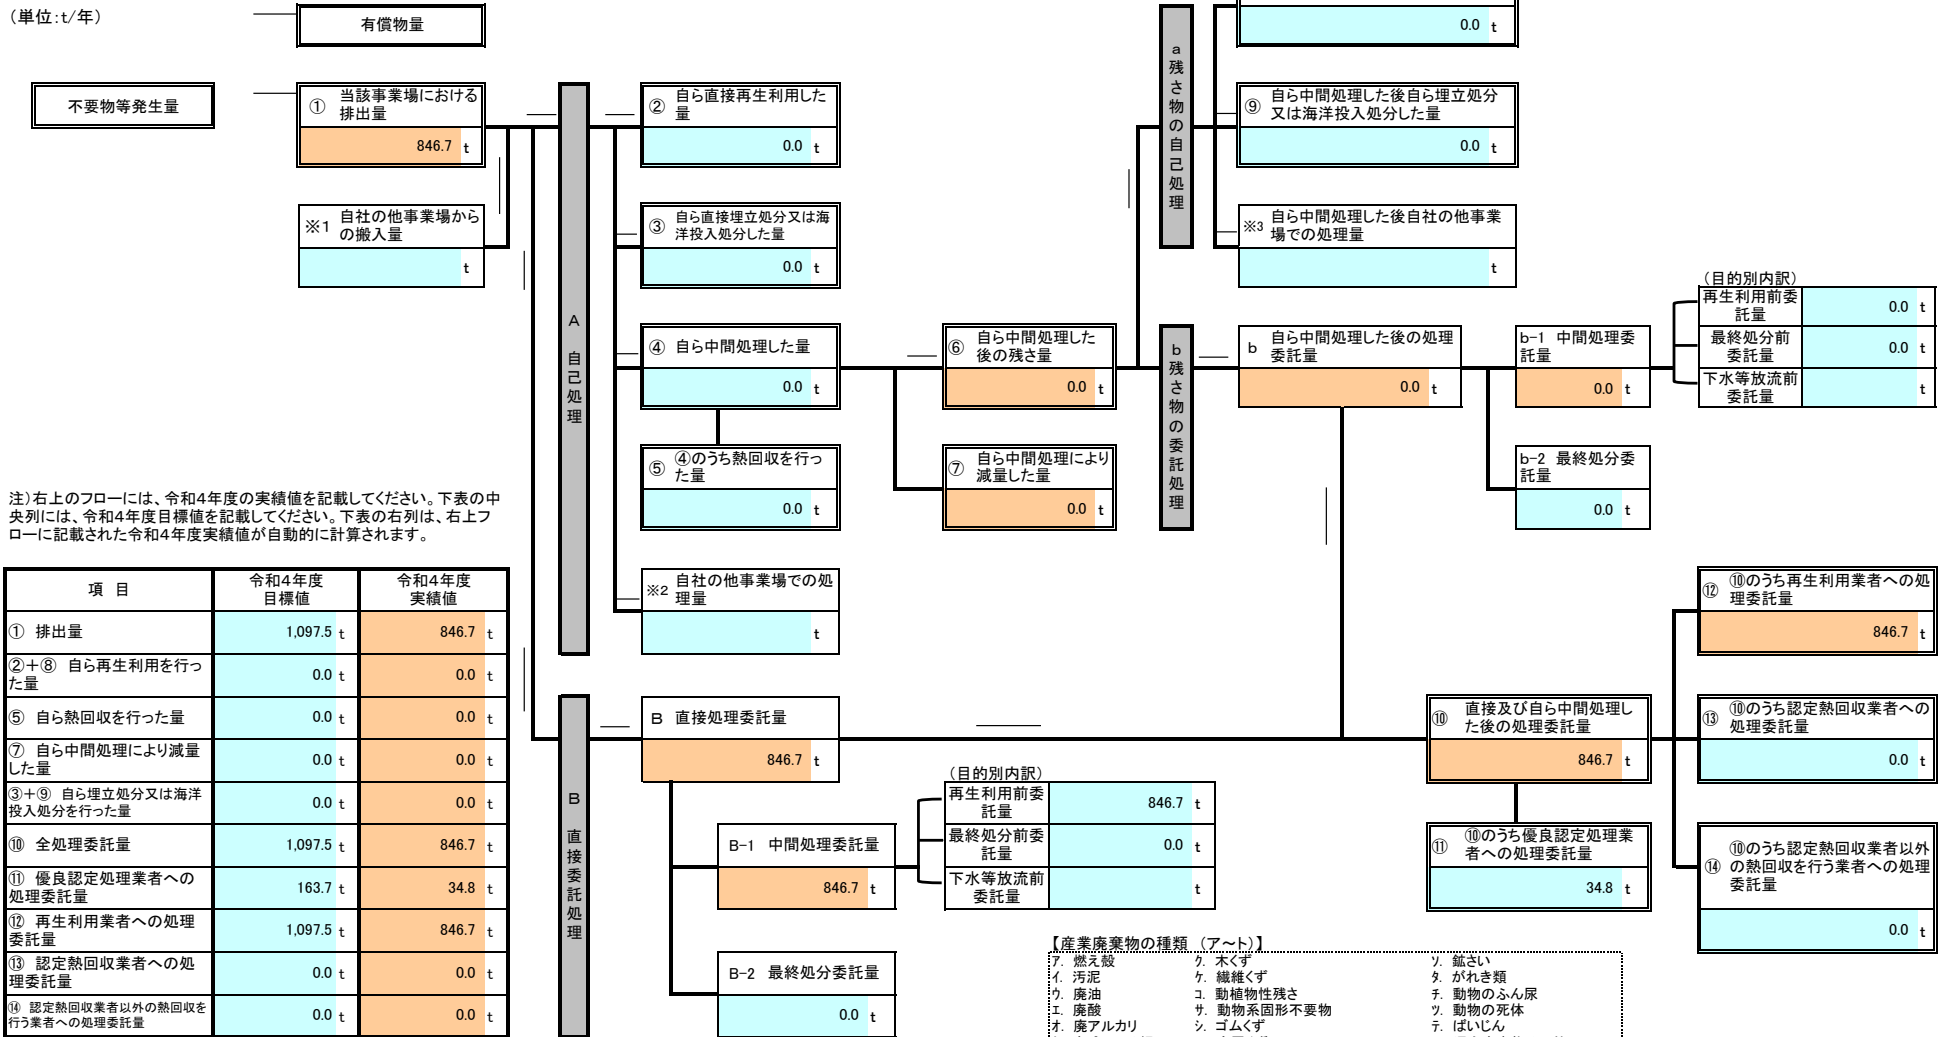 （単位:t/年）
有償物量
不要物等発生量
① 当該事業場における
排出量
846.7 t
※1 自社の他事業場から
の搬入量
t
A 自己処理
② 自ら直接再生利用した
量
0.0 t
③ 自ら直接埋立処分又は海
洋投入処分した量
0.0 t
④ 自ら中間処理した量
0.0 t
⑤ ④のうち熱回収を行っ
た量
0.0 t
※2 自社の他事業場での処
理量
t
⑥ 自ら中間処理した
後の残さ量
0.0 t
⑦ 自ら中間処理により
減量した量
0.0 t
a 残さ物の自己処理
0.0 t
⑨ 自ら中間処理した後自ら埋立処分
又は海洋投入処分した量
0.0 t
※3 自ら中間処理した後自社の他事業
場での処理量
t
b 残さ物の委託処理
b 自ら中間処理した後の処理
委託量
0.0 t
b-1 中間処理委
託量
0.0 t
b-2 最終処分委
託量
0.0 t
（目的別内訳）
再生利用前委
託量
0.0 t
最終処分前
委託量
0.0 t
下水等放流前
委託量
t
注）右上のフローには、令和4年度の実績値を記載してください。下表の中
央列には、令和4年度目標値を記載してください。下表の右列は、右上フ
ローに記載された令和4年度実績値が自動的に計算されます。
項 目 令和4年度
目標値 令和4年度
実績値
① 排出量 1,097.5 t 846.7 t
②+⑧ 自ら再生利用を行っ
た量 0.0 t 0.0 t
⑤ 自ら熱回収を行った量 0.0 t 0.0 t
⑦ 自ら中間処理により減量
した量 0.0 t 0.0 t
③+⑨ 自ら埋立処分又は海洋
投入処分を行った量 0.0 t 0.0 t
⑩ 全処理委託量 1,097.5 t 846.7 t
⑪ 優良認定処理業者への
処理委託量 163.7 t 34.8 t
⑫ 再生利用業者への処理
委託量 1,097.5 t 846.7 t
⑬ 認定熱回収業者への処
理委託量 0.0 t 0.0 t
⑭ 認定熱回収業者以外の熱回収を
行う業者への処理委託量 0.0 t 0.0 t
B 直接委託処理
B 直接処理委託量
846.7 t
B-1 中間処理委託量
846.7 t
B-2 最終処分委託量
0.0 t
（目的別内訳）
再生利用前委
託量
846.7 t
最終処分前委
託量
0.0 t
下水等放流前
委託量
t
⑩ 直接及び自ら中間処理し
た後の処理委託量
846.7 t
⑪ ⑩のうち優良認定処理業
者への処理委託量
34.8 t
⑫ ⑩のうち再生利用業者への処
理委託量
846.7 t
⑬ ⑩のうち認定熱回収業者への
処理委託量
0.0 t
⑭ ⑩のうち認定熱回収業者以外
の熱回収を行う業者への処理
委託量
0.0 t
【産業廃棄物の種類 （ア～ト）】
ア. 燃え殻 ク. 木くず ソ. 鉱さい
イ. 汚泥 ケ. 繊維くず タ. がれき類
ウ. 廃油 コ. 動植物性残さ チ. 動物のふん尿
エ. 廃酸 サ. 動物系固形不要物 ツ. 動物の死体
オ. 廃アルカリ シ. ゴムくず テ. ばいじん